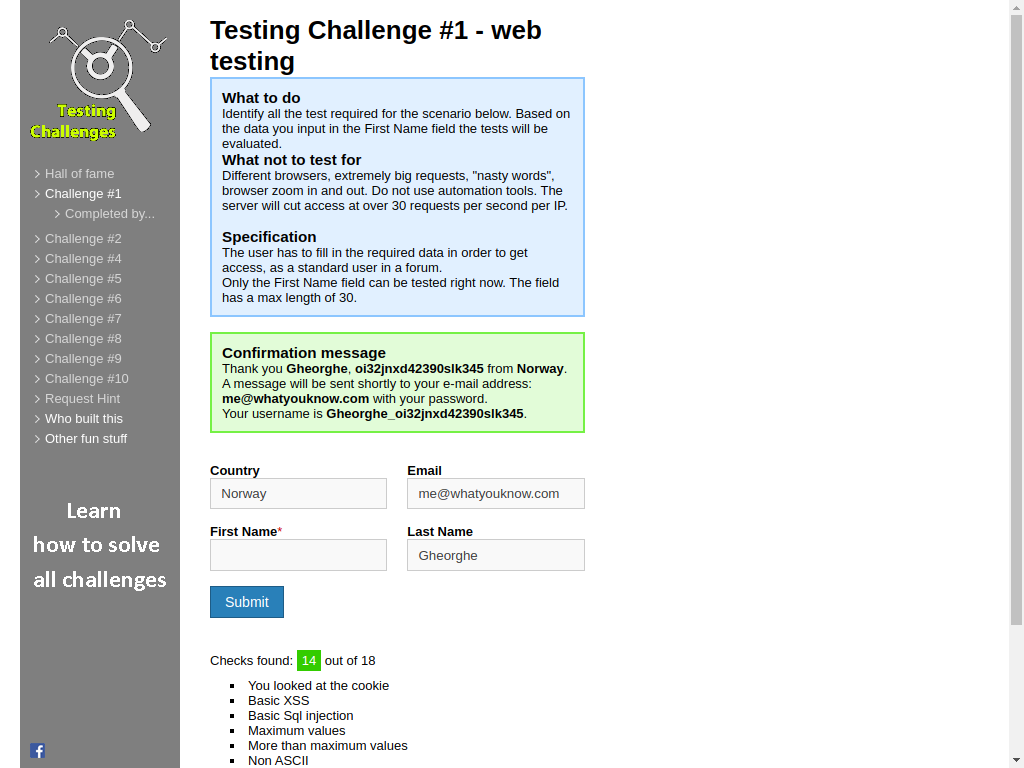 Testing
Challenges
Hall of fame
Challenge #1
Completed by...
Challenge #2
Challenge #4
Challenge #5
Challenge #6
Challenge #7
Challenge #8
Challenge #9
Challenge #10
Request Hint
Who built this
Other fun stuff
Learn
how to solve
all challenges
Testing Challenge #1 - web
testing
What to do
Identify all the test required for the scenario below. Based on
the data you input in the First Name field the tests will be
evaluated.
What not to test for
Different browsers, extremely big requests, "nasty words",
browser zoom in and out. Do not use automation tools. The
server will cut access at over 30 requests per second per IP.
Specification
The user has to fill in the required data in order to get
access, as a standard user in a forum.
Only the First Name field can be tested right now. The field
has a max length of 30.
Confirmation message
Thank you Gheorghe, oi32jnxd42390slk345 from Norway.
A message will be sent shortly to your e-mail address:
me@whatyouknow.com with your password.
Your username is Gheorghe_oi32jnxd42390slk345.
Country Email
Norway me@whatyouknow.com
First Name* Last Name
Gheorghe
Submit
Checks found: 14 out of 18
You looked at the cookie
Basic XSS
Basic Sql injection
Maximum values
More than maximum values
Non ASCII